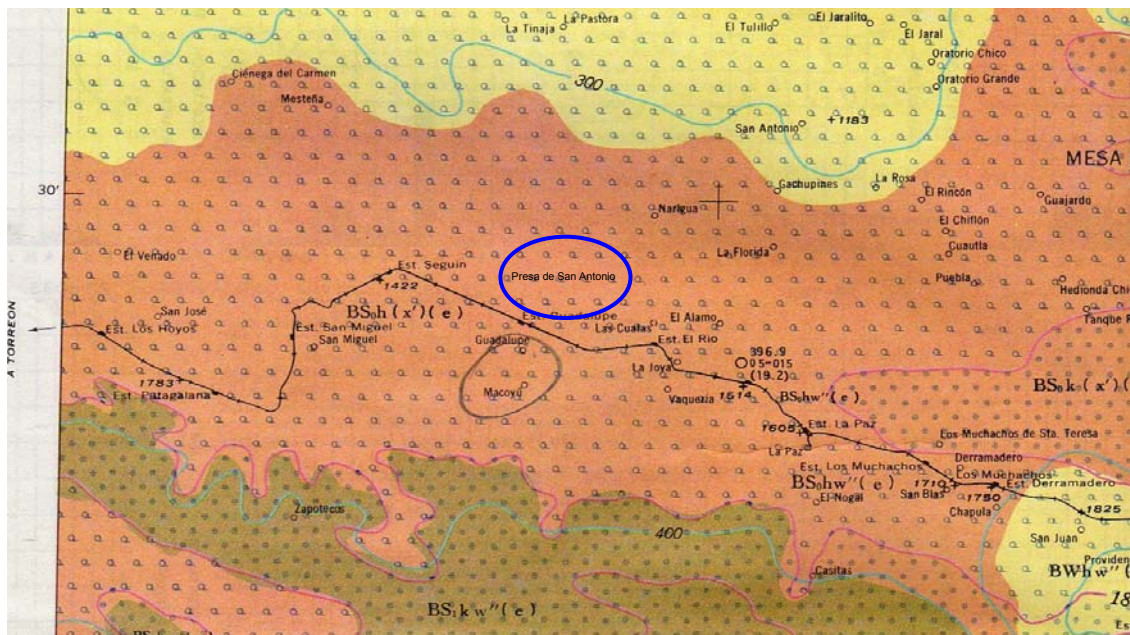 La Pastora
La Tinaja
El Tulillo
El Jaralito
El Jaral
Oratorio Chico
Oratorio Grande
Ciénega del Carmen
Mesteña
300
San Antonio
1183
MESA
30'
Gachupines
La Rosa
El Rincón
Guajardo
Narigua
El Chiflón
El Venado
La Florida
Cuautla
Est. Seguin
Presa de San Antonio
Puebla
1422
Hedionda Chi
A TORREON
San José
BS₀h(x')(e)
Est. Guadalupe
Tanque
Est. Los Hoyos
Est. San Miguel
Las Cuatas
El Alamo
San Miguel
Guadalupe
Est. El Rio
396.9
05-015
(19.2)
La Joya
1783
Est. Patagalana
Macoyu
Vaqueria
1514
BS₀hw''(e)
BS₀k(x')(
1605
Est. La Paz
La Paz
Los Muchachos de Sta. Teresa
Derramadero
Est. Los Muchachos
Los Muchachos
BS₀hw''(e)
1710
Est. Derramadero
San Blas
1750
El Nogal
Chapula
1825
Zapotecos
400
San Juan
Casitas
Providen
BWhw''(
BS₁kw''(e)
18
Es